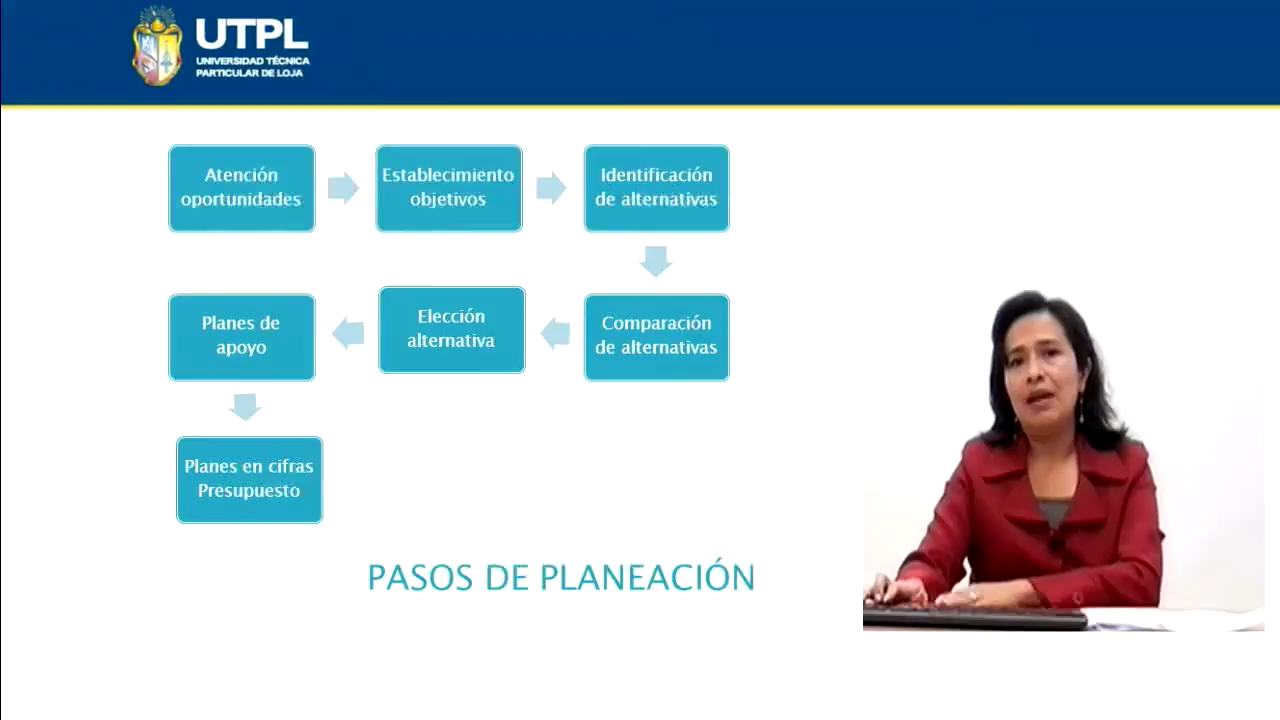 UTPL
UNIVERSIDAD TÉCNICA
PARTICULAR DE LOJA
Atención
oportunidades
Establecimiento
objetivos
Identificación
de alternativas
Comparación
de alternativas
Elección
alternativa
Planes de
apoyo
Planes en cifras
Presupuesto
PASOS DE PLANEACIÓN